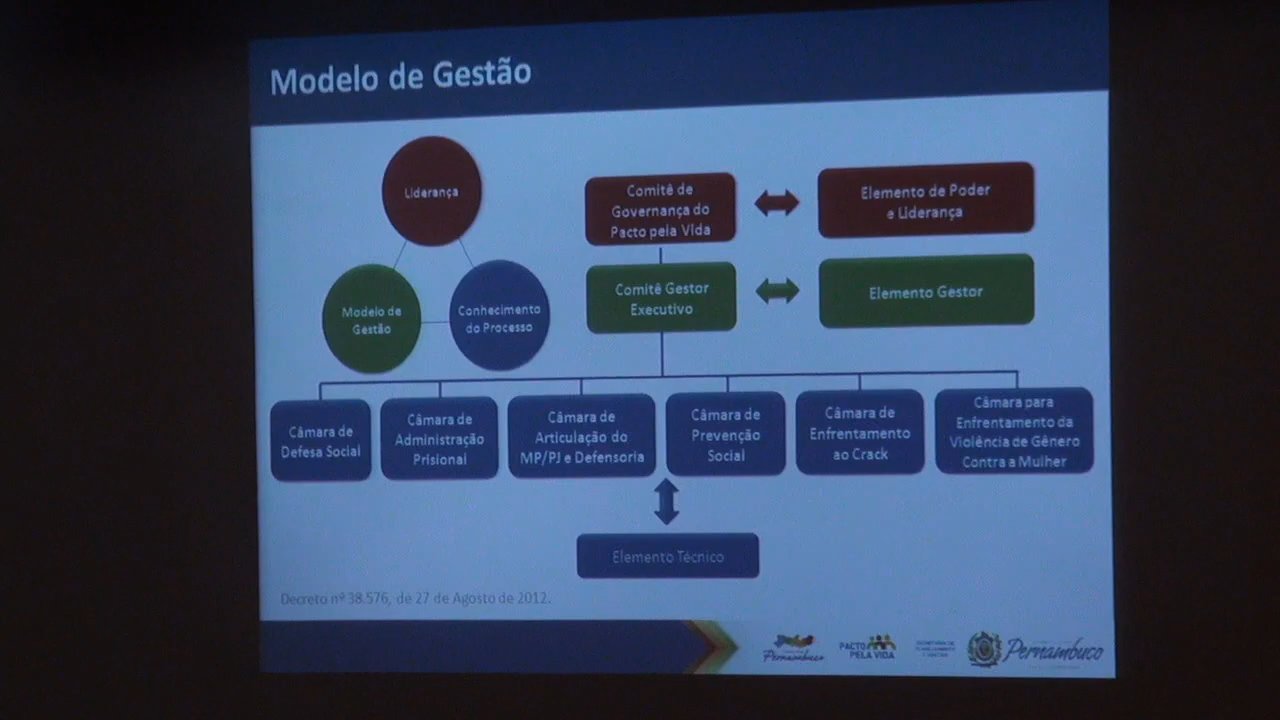 Modelo de Gestão
Liderança
Modelo de
Gestão
Conhecimento
do Processo
Comitê de
Governança do
Pacto pela Vida
Elemento de Poder
e Liderança
Comitê Gestor
Executivo
Elemento Gestor
Câmara de
Defesa Social
Câmara de
Administração
Prisional
Câmara de
Articulação do
MP/PJ e Defensoria
Câmara de
Prevenção
Social
Câmara de
Enfrentamento
ao Crack
Câmara para
Enfrentamento da
Violência de Gênero
Contra a Mulher
Elemento Técnico
Decreto nº 38.576, de 27 de Agosto de 2012.
Pernambuco
PACTO
PELA VIDA
Pernambuco